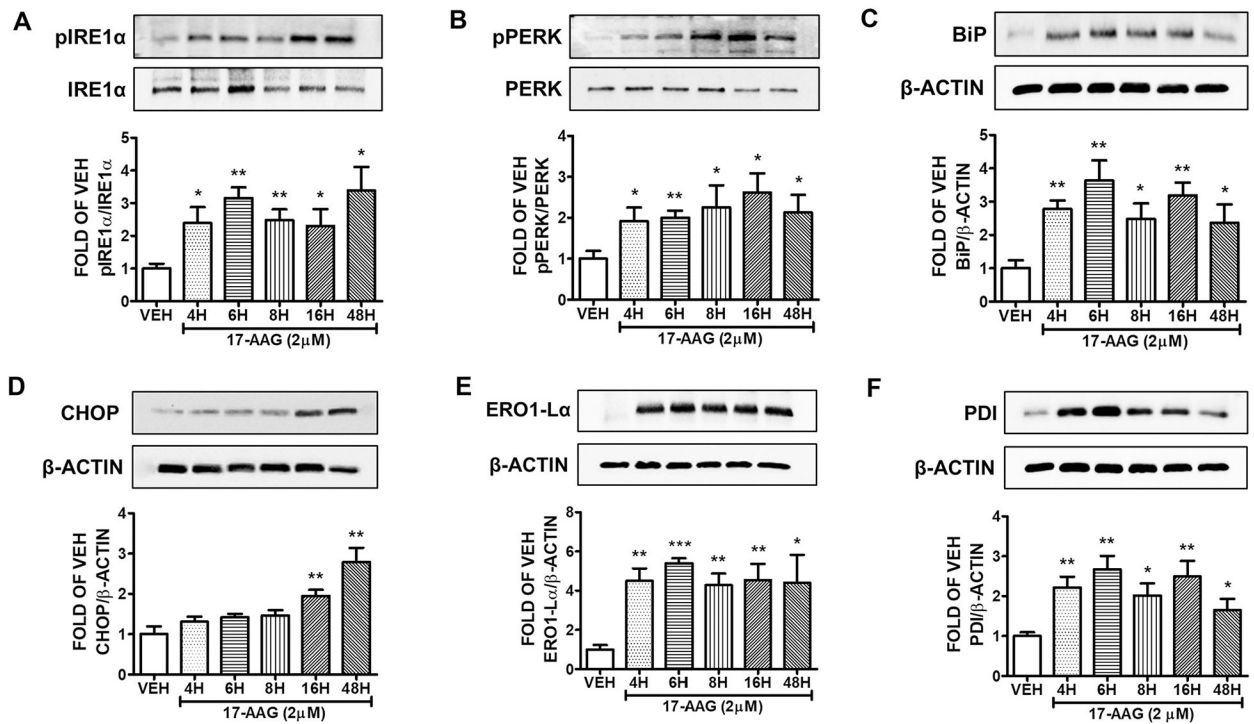 A
pIRE1α
IRE1α
FOLD OF VEH
pIRE1α/IRE1α
5
4
3
2
1
0
* ** ** * *
VEH 4H 6H 8H 16H 48H
17-AAG (2μM)
B
pPERK
PERK
FOLD OF VEH
pPERK/PERK
4
3
2
1
0
* ** * * *
VEH 4H 6H 8H 16H 48H
17-AAG (2μM)
C
BiP
β-ACTIN
FOLD OF VEH
BiP/β-ACTIN
5
4
3
2
1
0
** ** * ** *
VEH 4H 6H 8H 16H 48H
17-AAG (2μM)
D
CHOP
β-ACTIN
FOLD OF VEH
CHOP/β-ACTIN
4
3
2
1
0
** **
VEH 4H 6H 8H 16H 48H
17-AAG (2μM)
E
ERO1-Lα
β-ACTIN
FOLD OF VEH
ERO1-Lα/β-ACTIN
8
6
4
2
0
** *** ** ** *
VEH 4H 6H 8H 16H 48H
17-AAG (2μM)
F
PDI
β-ACTIN
FOLD OF VEH
PDI/β-ACTIN
4
3
2
1
0
** ** * ** *
VEH 4H 6H 8H 16H 48H
17-AAG (2 μM)